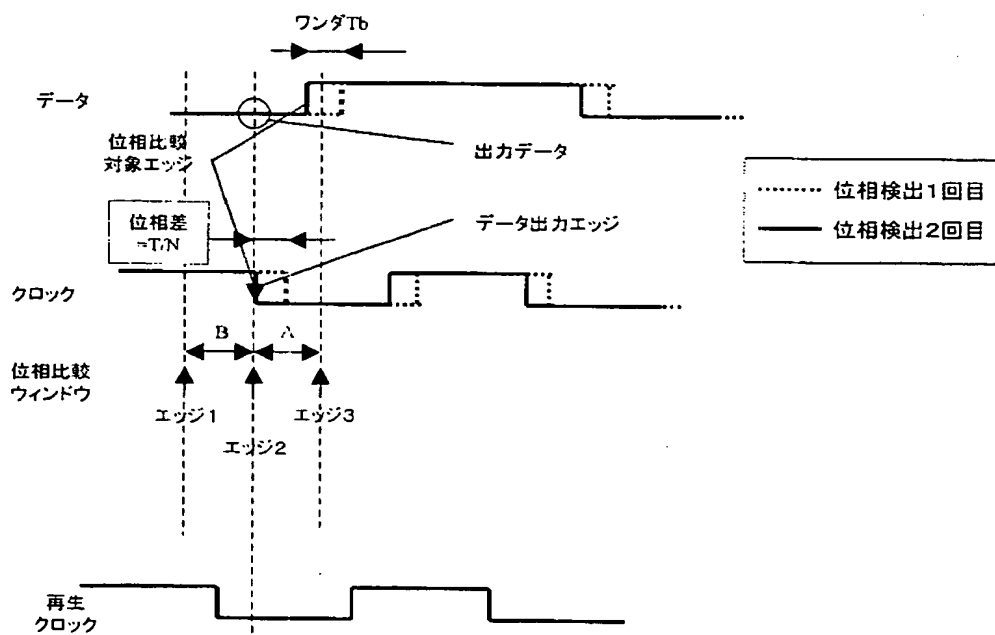 ワンダTb
データ
位相比較
対象エッジ
出力データ
位相検出1回目
位相検出2回目
位相差
=T/N
データ出力エッジ
クロック
B
A
位相比較
ウィンドウ
エッジ1
エッジ3
エッジ2
再生
クロック